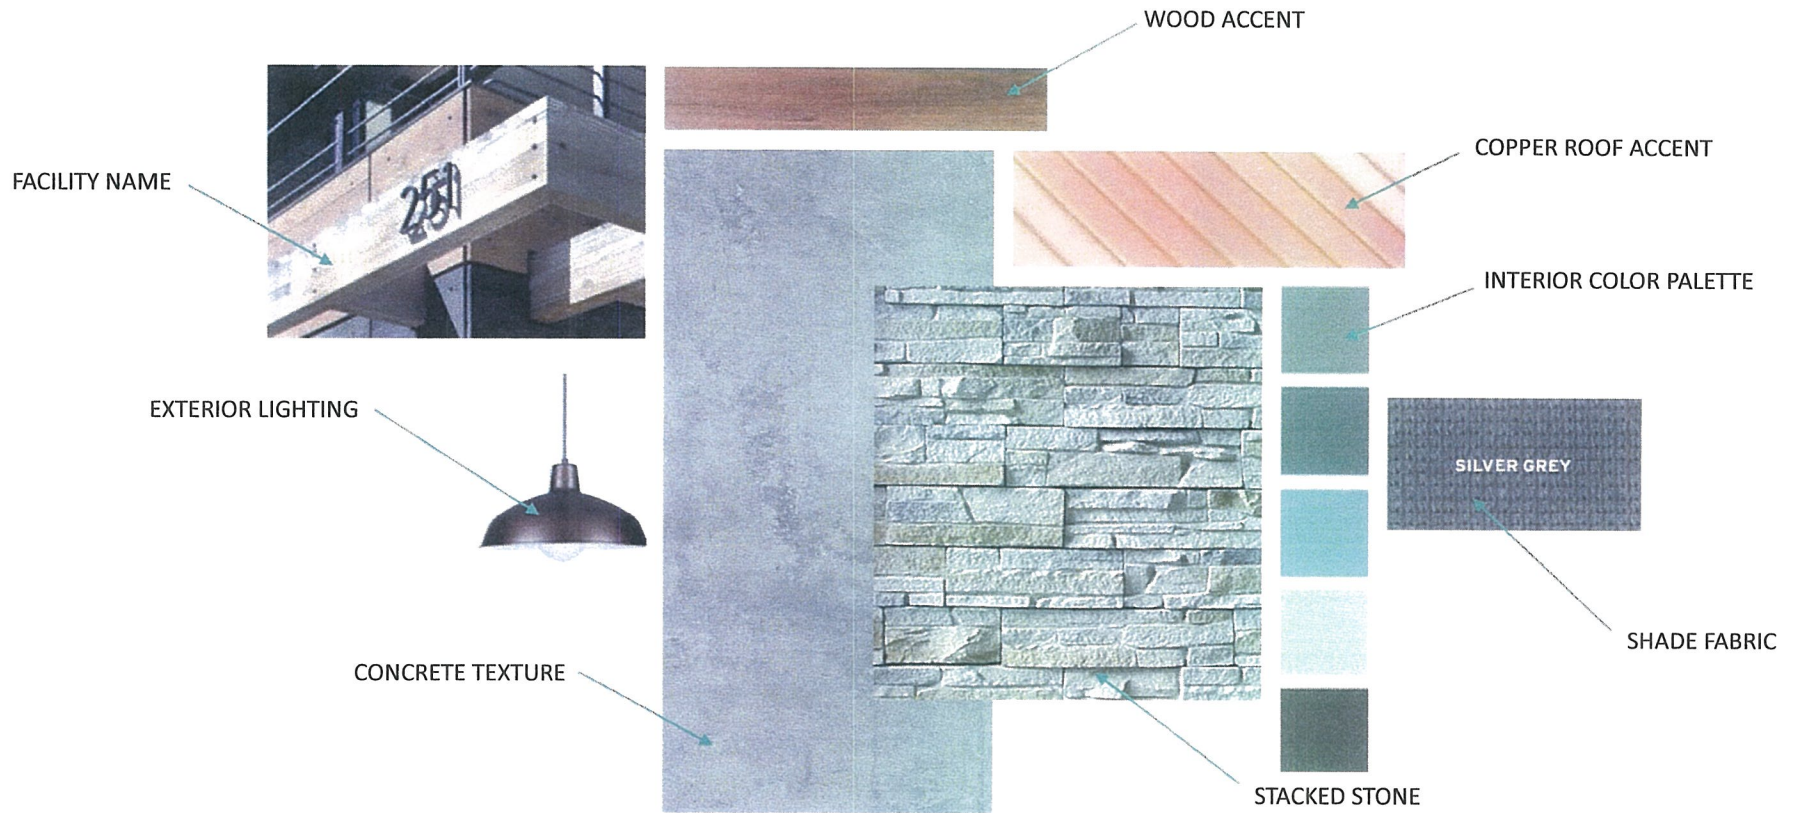 WOOD ACCENT
COPPER ROOF ACCENT
FACILITY NAME
251
INTERIOR COLOR PALETTE
EXTERIOR LIGHTING
SILVER GREY
SHADE FABRIC
CONCRETE TEXTURE
STACKED STONE